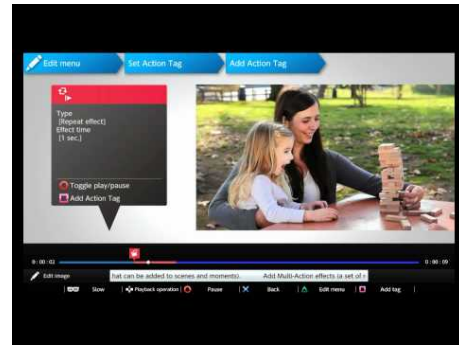 Edit menu
Set Action Tag
Add Action Tag
Type
[Repeat effect]
Effect time
[1 sec.]
Toggle play/pause
Add Action Tag
0 : 00 : 02
0 : 00 : 09
Edit image
hat can be added to scenes and moments). Add Multi-Action effects (a set of
Slow
Playback operation
Pause
Back
Edit menu
Add tag